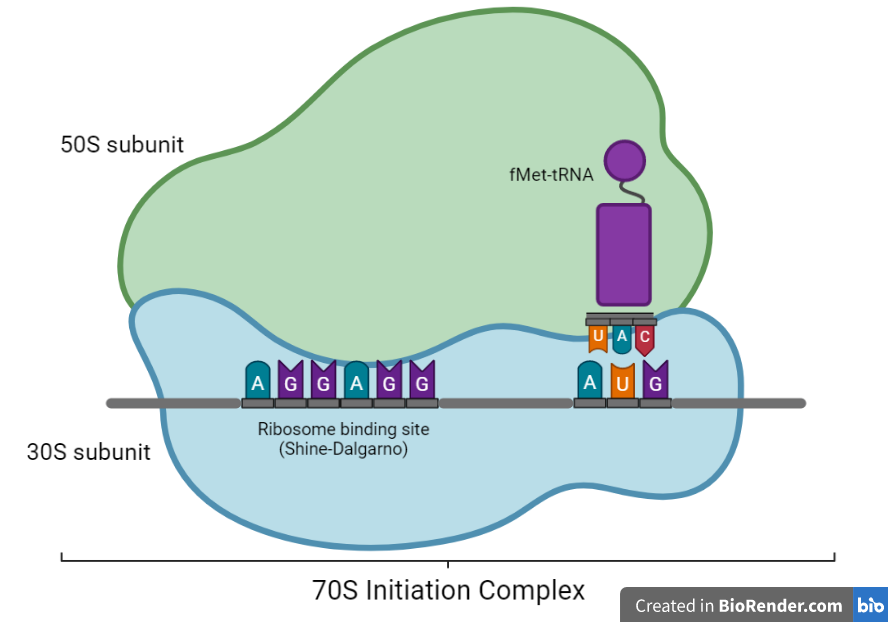 50S subunit
fMet-tRNA
U A C
A G G A G G A U G
Ribosome binding site
(Shine-Dalgarno)
30S subunit
70S Initiation Complex
Created in BioRender.com bio